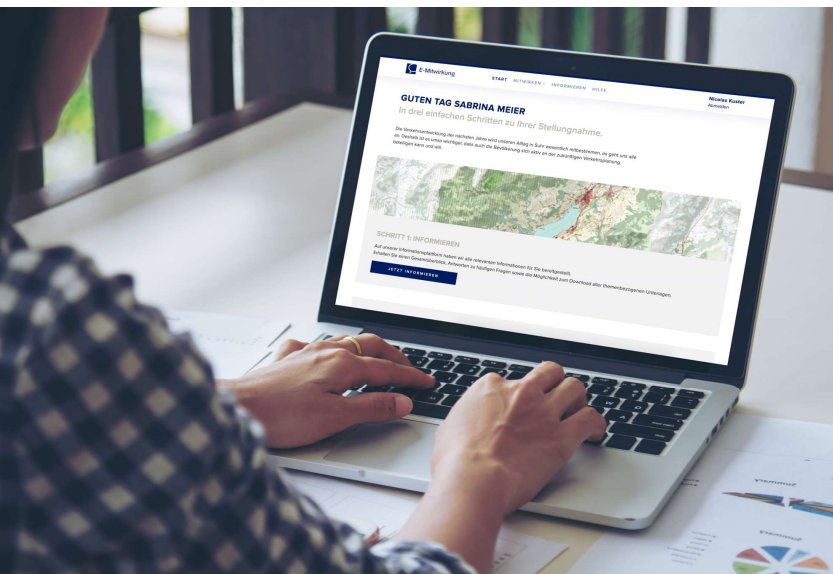 E-Mitwirkung
START MITWIRKEN INFORMIEREN HILFE
Nicolas Kuster
Abmelden
GUTEN TAG SABRINA MEIER
In drei einfachen Schritten zu Ihrer Stellungnahme.
Die Verkehrsentwicklung der nächsten Jahre wird unseren Alltag in Suhr wesentlich mitbestimmen, es geht uns alle
an. Deshalb ist es umso wichtiger, dass auch die Bevölkerung sich aktiv an der zukünftigen Verkehrsplanung
beteiligen kann und will.
SCHRITT 1: INFORMIEREN
Auf unserer Informationsplattform haben wir alle relevanten Informationen für Sie bereitgestellt.
Erhalten Sie einen Gesamtüberblick, Antworten zu häufigen Fragen sowie die Möglichkeit zum Download aller themenbezogenen Unterlagen.
JETZT INFORMIEREN